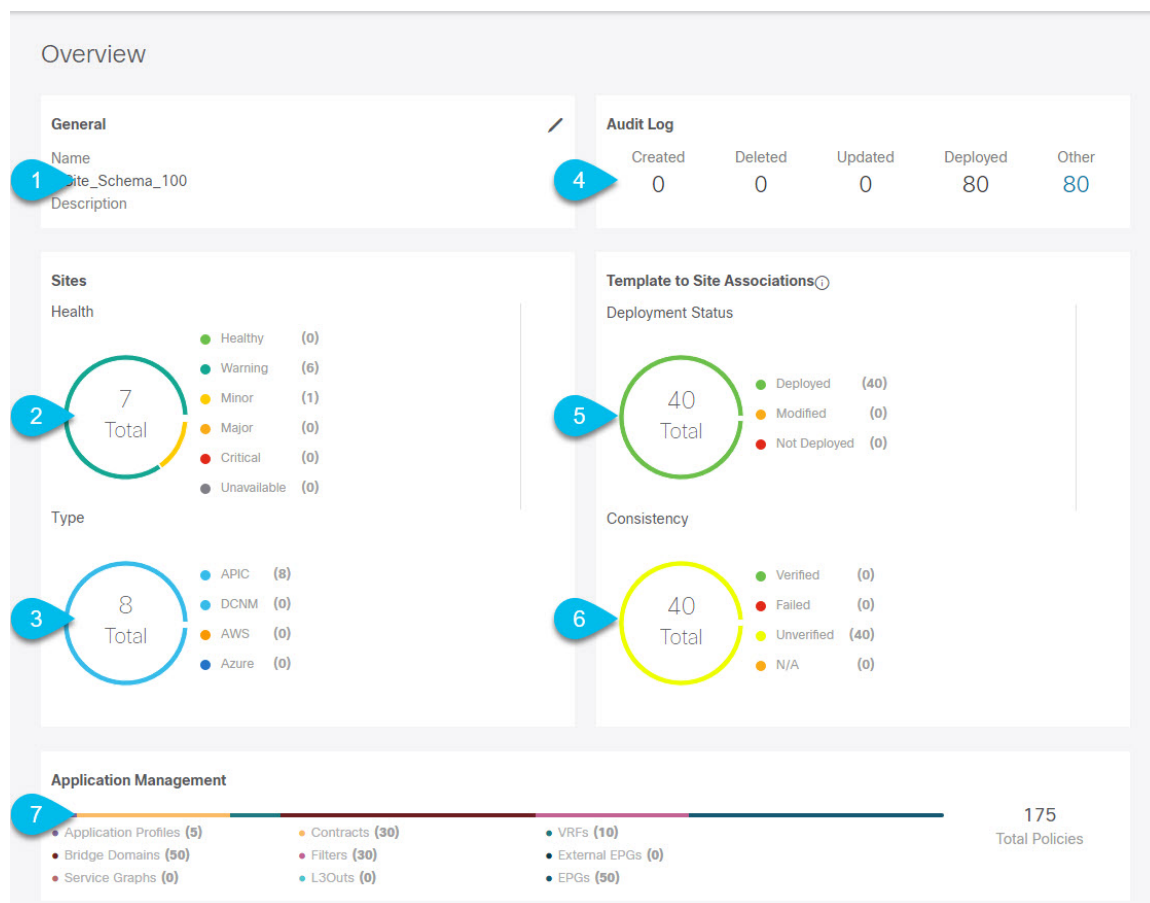 Overview
General
Name
1
Site_Schema_100
Description
Audit Log
Created Deleted Updated Deployed Other
4
0 0 0 80 80
Sites
Health
2
7
Total
Healthy (0)
Warning (6)
Minor (1)
Major (0)
Critical (0)
Unavailable (0)
Type
3
8
Total
APIC (8)
DCNM (0)
AWS (0)
Azure (0)
Template to Site Associations
Deployment Status
5
40
Total
Deployed (40)
Modified (0)
Not Deployed (0)
Consistency
6
40
Total
Verified (0)
Failed (0)
Unverified (40)
N/A (0)
Application Management
7
Application Profiles (5) Contracts (30) VRFs (10)
Bridge Domains (50) Filters (30) External EPGs (0)
Service Graphs (0) L3Outs (0) EPGs (50)
175
Total Policies